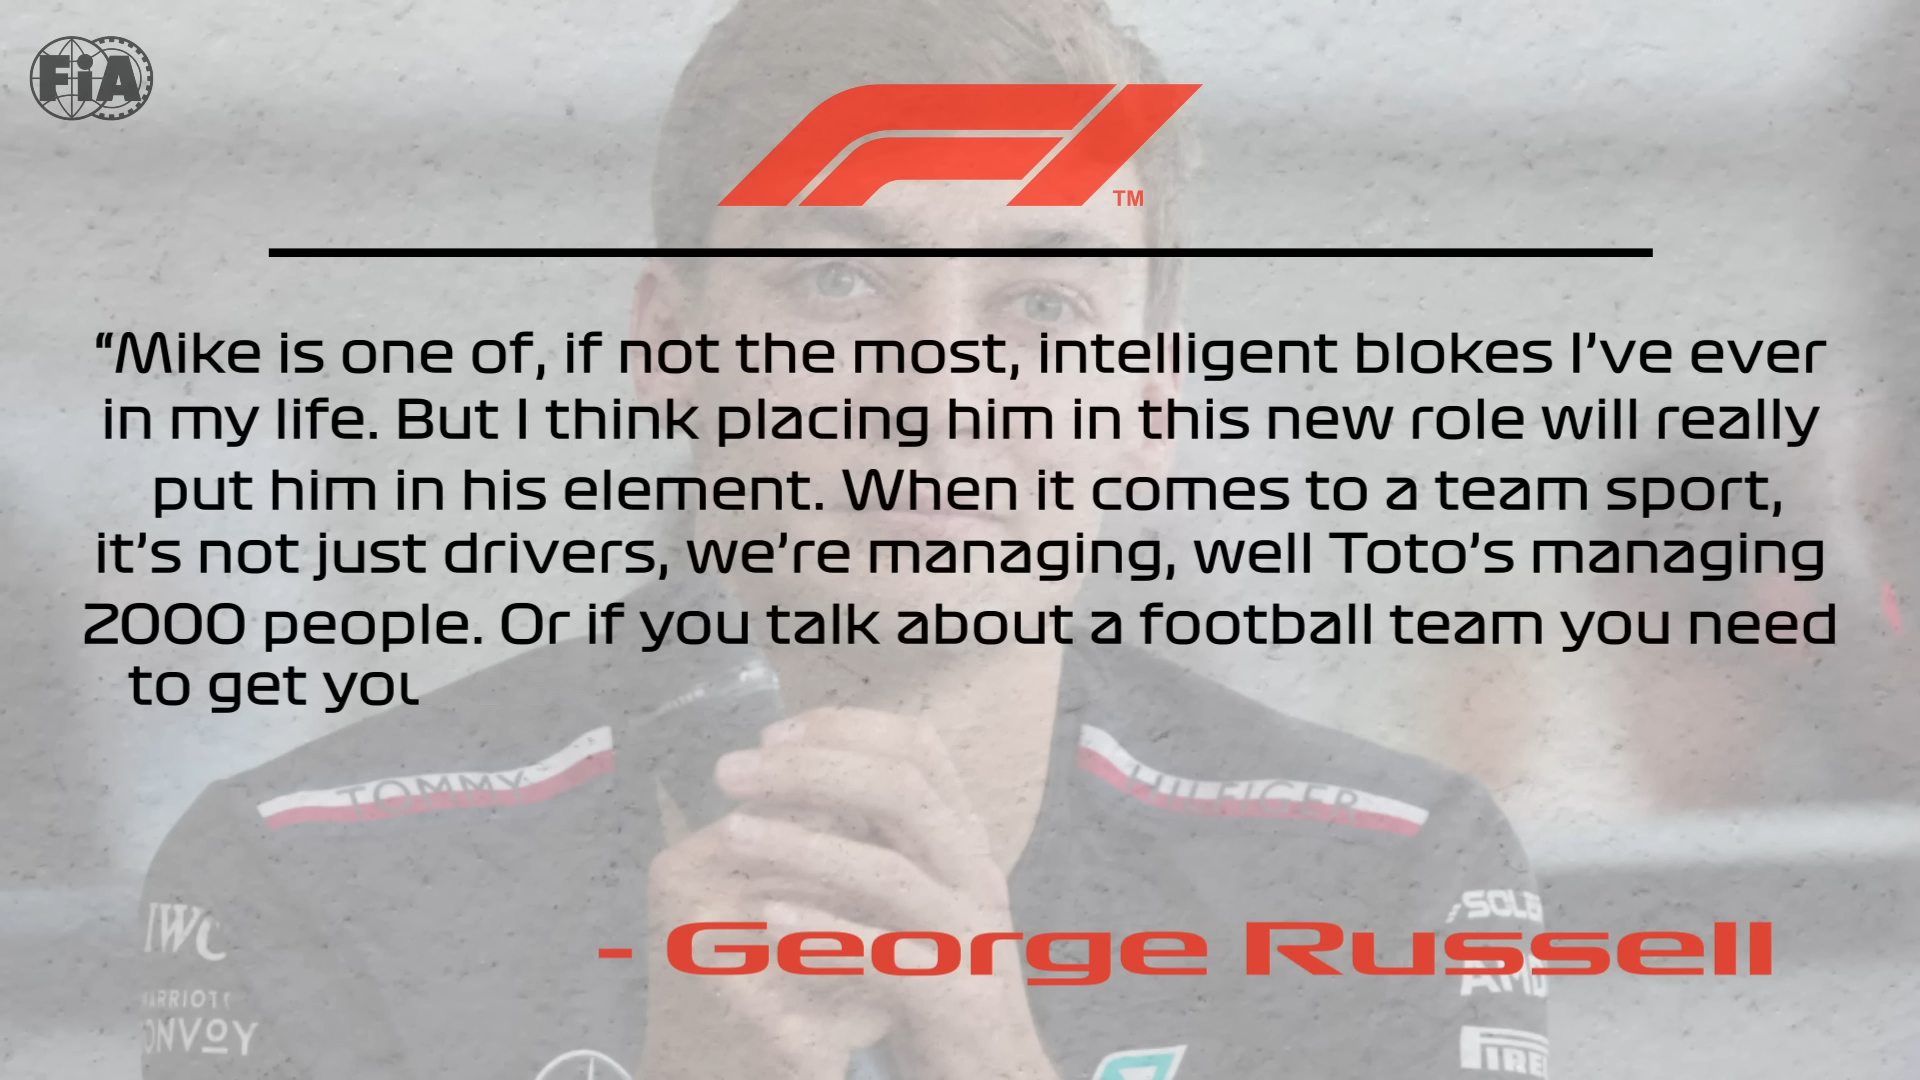 FiA
F1
TM
“Mike is one of, if not the most, intelligent blokes I’ve ever
in my life. But I think placing him in this new role will really
put him in his element. When it comes to a team sport,
it’s not just drivers, we’re managing, well Toto’s managing
2000 people. Or if you talk about a football team you need
to get
TOMMY HILFIGER
IWC
- George Russell
AMD